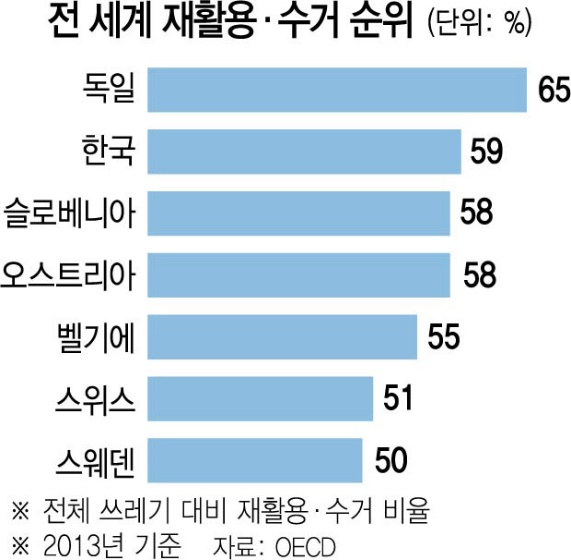 전 세계 재활용·수거 순위 (단위: %)
독일 65
한국 59
슬로베니아 58
오스트리아 58
벨기에 55
스위스 51
스웨덴 50
※ 전체 쓰레기 대비 재활용·수거 비율
※ 2013년 기준 자료: OECD